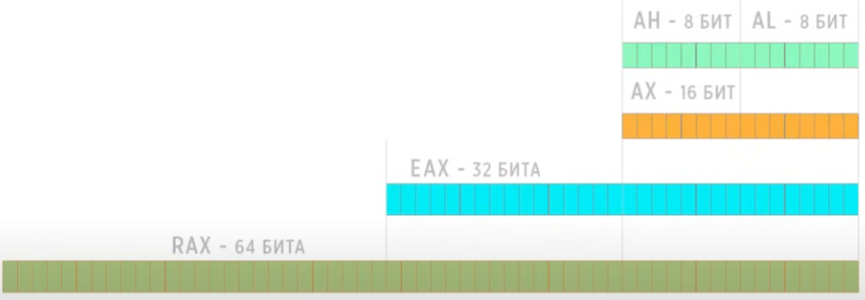 AH - 8 БИТ AL - 8 БИТ
AX - 16 БИТ
EAX - 32 БИТА
RAX - 64 БИТА